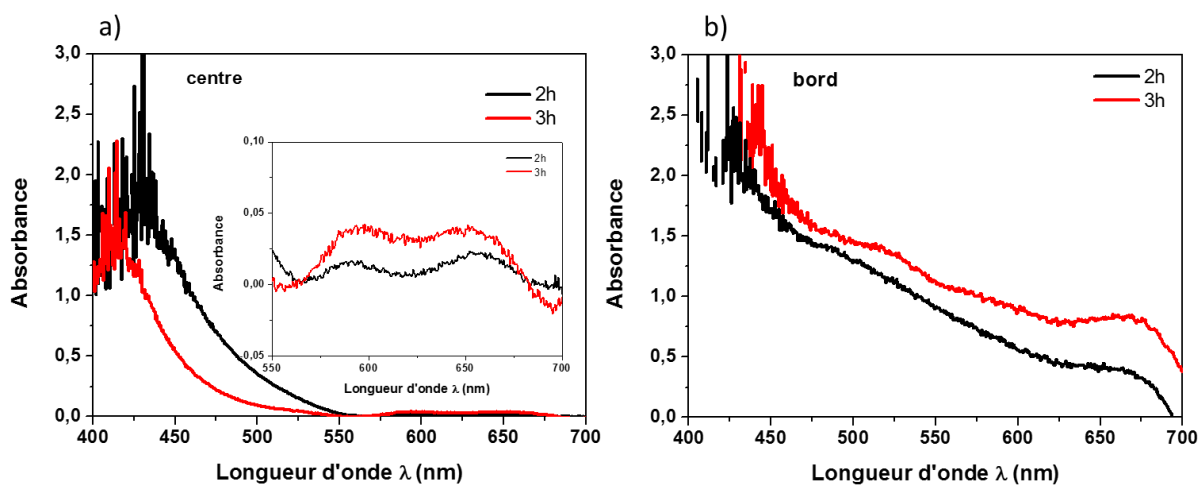 a)
centre
2h
3h
3,0
2,5
2,0
1,5
1,0
0,5
0,0
Absorbance
400
450
500
550
600
650
700
Longueur d'onde λ (nm)
2h
3h
0,10
0,05
0,00
-0,05
Absorbance
550
600
650
700
Longueur d'onde λ (nm)
b)
bord
2h
3h
3,0
2,5
2,0
1,5
1,0
0,5
0,0
Absorbance
400
450
500
550
600
650
700
Longueur d'onde λ (nm)